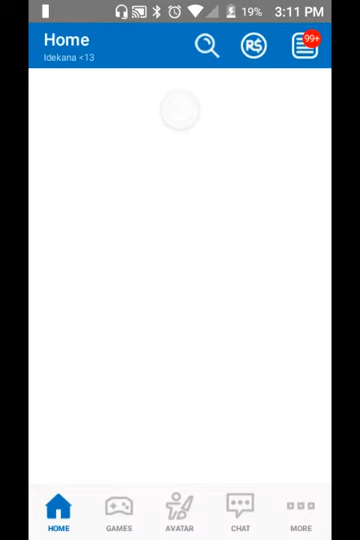 19% 3:11 PM
Home
Idekana <13
R$
99+
HOME GAMES AVATAR CHAT MORE